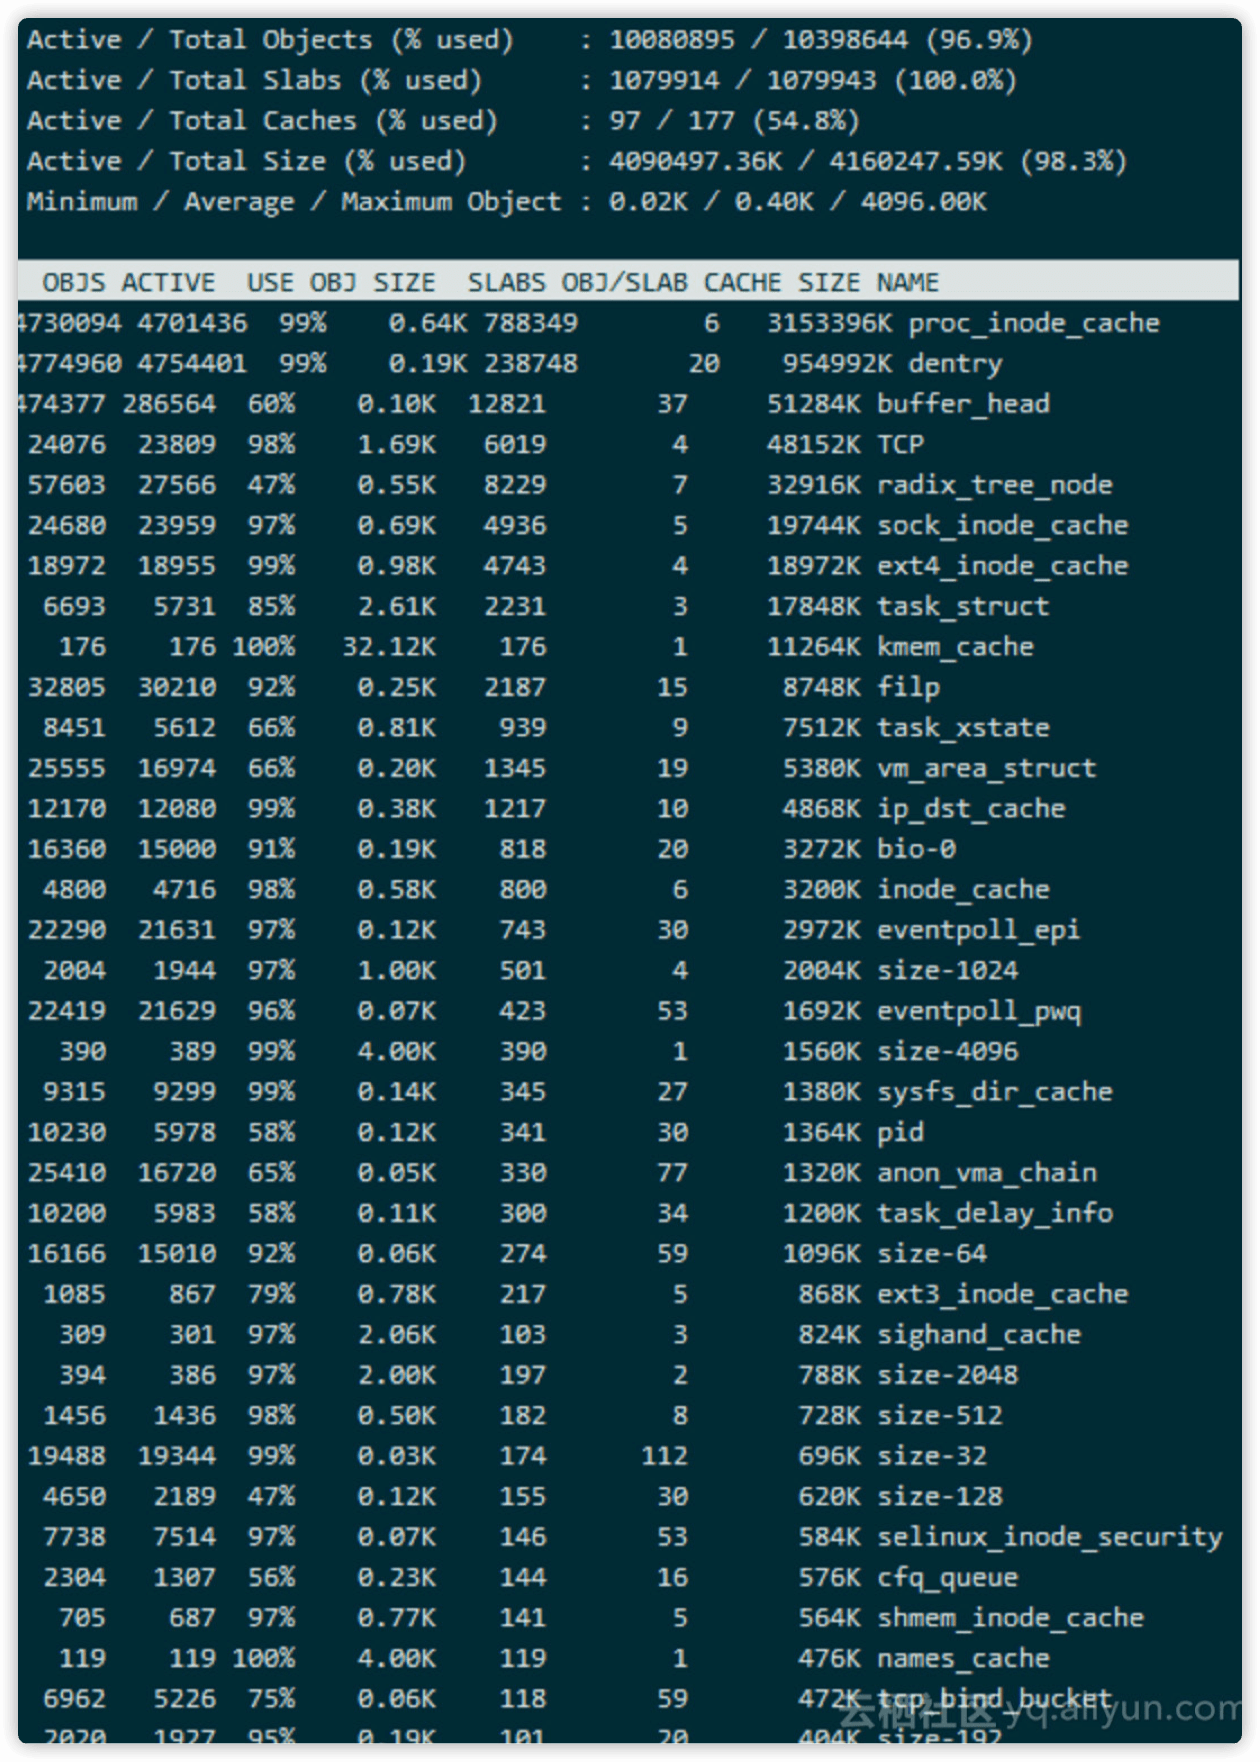 Active / Total Objects (% used)    : 10080895 / 10398644 (96.9%)
Active / Total Slabs (% used)      : 1079914 / 1079943 (100.0%)
Active / Total Caches (% used)     : 97 / 177 (54.8%)
Active / Total Size (% used)       : 4090497.36K / 4160247.59K (98.3%)
Minimum / Average / Maximum Object : 0.02K / 0.40K / 4096.00K
OBJS ACTIVE  USE OBJ SIZE  SLABS OBJ/SLAB CACHE SIZE NAME
4730094 4701436  99%    0.64K 788349        6   3153396K proc_inode_cache
4774960 4754401  99%    0.19K 238748       20    954992K dentry
474377 286564  60%    0.10K  12821       37     51284K buffer_head
24076  23809  98%    1.69K   6019        4     48152K TCP
57603  27566  47%    0.55K   8229        7     32916K radix_tree_node
24680  23959  97%    0.69K   4936        5     19744K sock_inode_cache
18972  18955  99%    0.98K   4743        4     18972K ext4_inode_cache
6693   5731  85%    2.61K   2231        3     17848K task_struct
176    176 100%   32.12K    176        1     11264K kmem_cache
32805  30210  92%    0.25K   2187       15      8748K filp
8451   5612  66%    0.81K    939        9      7512K task_xstate
25555  16974  66%    0.20K   1345       19      5380K vm_area_struct
12170  12080  99%    0.38K   1217       10      4868K ip_dst_cache
16360  15000  91%    0.19K    818       20      3272K bio-0
4800   4716  98%    0.58K    800        6      3200K inode_cache
22290  21631  97%    0.12K    743       30      2972K eventpoll_epi
2004   1944  97%    1.00K    501        4      2004K size-1024
22419  21629  96%    0.07K    423       53      1692K eventpoll_pwq
390    389  99%    4.00K    390        1      1560K size-4096
9315   9299  99%    0.14K    345       27      1380K sysfs_dir_cache
10230   5978  58%    0.12K    341       30      1364K pid
25410  16720  65%    0.05K    330       77      1320K anon_vma_chain
10200   5983  58%    0.11K    300       34      1200K task_delay_info
16166  15010  92%    0.06K    274       59      1096K size-64
1085    867  79%    0.78K    217        5       868K ext3_inode_cache
309    301  97%    2.06K    103        3       824K sighand_cache
394    386  97%    2.00K    197        2       788K size-2048
1456   1436  98%    0.50K    182        8       728K size-512
19488  19344  99%    0.03K    174      112       696K size-32
4650   2189  47%    0.12K    155       30       620K size-128
7738   7514  97%    0.07K    146       53       584K selinux_inode_security
2304   1307  56%    0.23K    144       16       576K cfq_queue
705    687  97%    0.77K    141        5       564K shmem_inode_cache
119    119 100%    4.00K    119        1       476K names_cache
6962   5226  75%    0.06K    118       59       472K tcp_bind_bucket
云栖社区 yq.aliyun.com
2020   1927  95%    0.19K    101       20       404K size-192